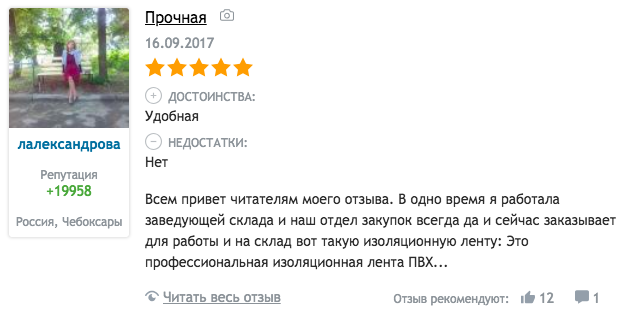 Прочная
16.09.2017
ДОСТОИНСТВА:
Удобная
НЕДОСТАТКИ:
Нет
лалександрова
Репутация
+19958
Россия, Чебоксары
Всем привет читателям моего отзыва. В одно время я работала
заведующей склада и наш отдел закупок всегда да и сейчас заказывает
для работы и на склад вот такую изоляционную ленту: Это
профессиональная изоляционная лента ПВХ...
Читать весь отзыв
Отзыв рекомендуют: 12 1